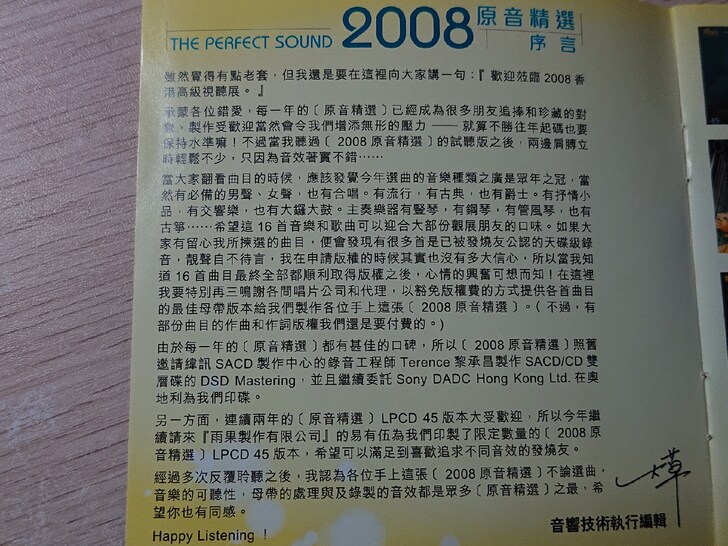 THE PERFECT SOUND 2008 原音精選
序言
雖然覺得有點老套，但我還是要在這裡向大家講一句：『歡迎蒞臨 2008 香
港高級視聽展。』
承蒙各位錯愛，每一年的〔原音精選〕已經成為很多朋友追捧和珍藏的對
象，製作受歡迎當然會令我們增添無形的壓力 —— 就算不勝往年起碼也要
保持水準嘛！不過當我聽過〔 2008 原音精選〕的試聽版之後，兩邊肩膊立
時輕鬆不少，只因為音效著實不錯……
當大家翻看曲目的時候，應該發覺今年選曲的音樂種類之廣是眾年之冠，當
然有必備的男聲、女聲，也有合唱。有流行，有古典，也有爵士。有抒情小
品，有交響樂，也有大鑼大鼓。主奏樂器有豎琴，有鋼琴，有管風琴，也有
古箏……希望這 16 首音樂和歌曲可以迎合大部份觀展朋友的口味。如果大
家有留心我所揀選的曲目，便會發現有很多首是已被發燒友公認的天碟級錄
音，靚聲自不待言，我在申請版權的時候其實也沒有多大信心，所以當我知
道 16 首曲目最終全部都順利取得版權之後，心情的興奮可想而知！在這裡
我要特別再三鳴謝各間唱片公司和代理，以豁免版權費的方式提供各首曲目
的最佳母帶版本給我們製作各位手上這張〔 2008 原音精選〕。（不過，有
部份曲目的作曲和作詞版權我們還是要付費的。)
由於每一年的〔原音精選〕都有甚佳的口碑，所以〔 2008 原音精選〕照舊
邀請緯訊 SACD 製作中心的錄音工程師 Terence 黎承昌製作 SACD/CD 雙
層碟的 DSD Mastering，並且繼續委託 Sony DADC Hong Kong Ltd. 在奧
地利為我們印碟。
另一方面，連續兩年的〔原音精選〕LPCD 45 版本大受歡迎，所以今年繼
續請來『雨果製作有限公司』的易有伍為我們印製了限定數量的〔 2008 原
音精選〕LPCD 45 版本，希望可以滿足到喜歡追求不同音效的發燒友。
經過多次反覆聆聽之後，我認為各位手上這張〔 2008 原音精選〕不論選曲，
音樂的可聽性，母帶的處理與及錄製的音效都是眾多〔原音精選〕之最，希
望你也有同感。
音響技術執行編輯
Happy Listening！